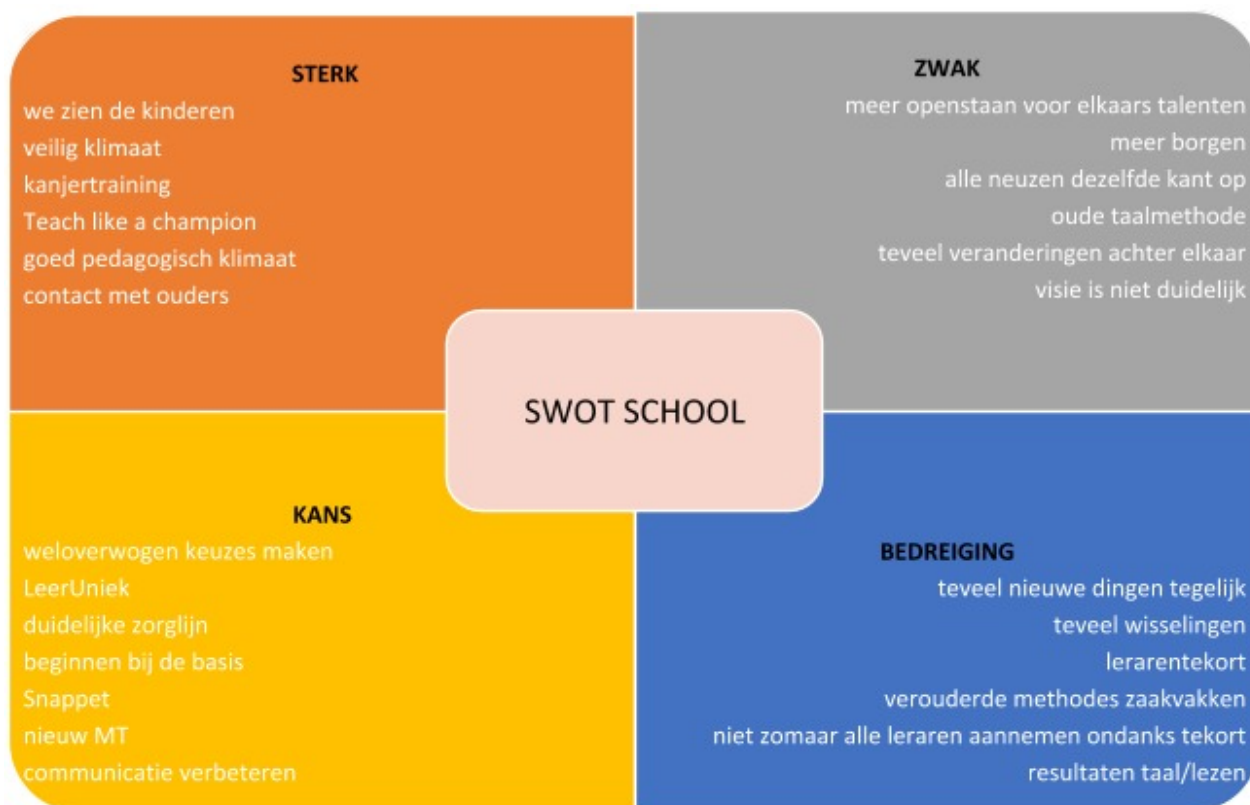 STERK
we zien de kinderen
veilig klimaat
kanjertraining
Teach like a champion
goed pedagogisch klimaat
contact met ouders
ZWAK
meer openstaan voor elkaars talenten
meer borgen
alle neuzen dezelfde kant op
oude taalmethode
teveel veranderingen achter elkaar
visie is niet duidelijk
SWOT SCHOOL
KANS
weloverwogen keuzes maken
LeerUniek
duidelijke zorglijn
beginnen bij de basis
Snappet
nieuw MT
communicatie verbeteren
BEDREIGING
teveel nieuwe dingen tegelijk
teveel wisselingen
lerarentekort
verouderde methodes zaakvakken
niet zomaar alle leraren aannemen ondanks tekort
resultaten taal/lezen